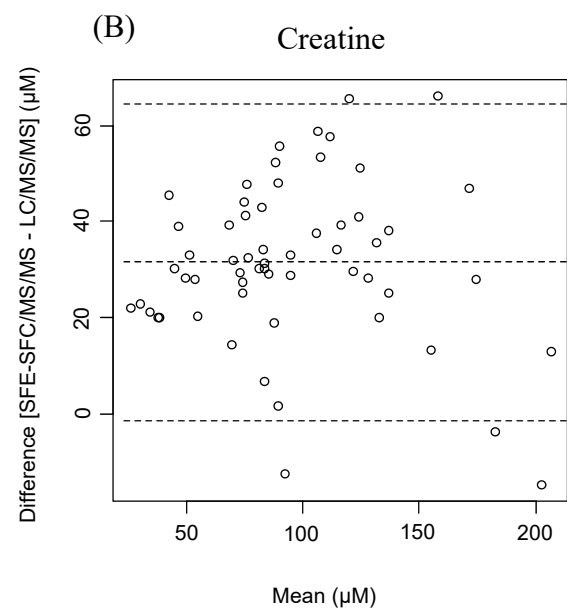 (B)
Creatine
Difference [SFE-SFC/MS/MS - LC/MS/MS] (µM)
60
40
20
0
50
100
150
200
Mean (µM)